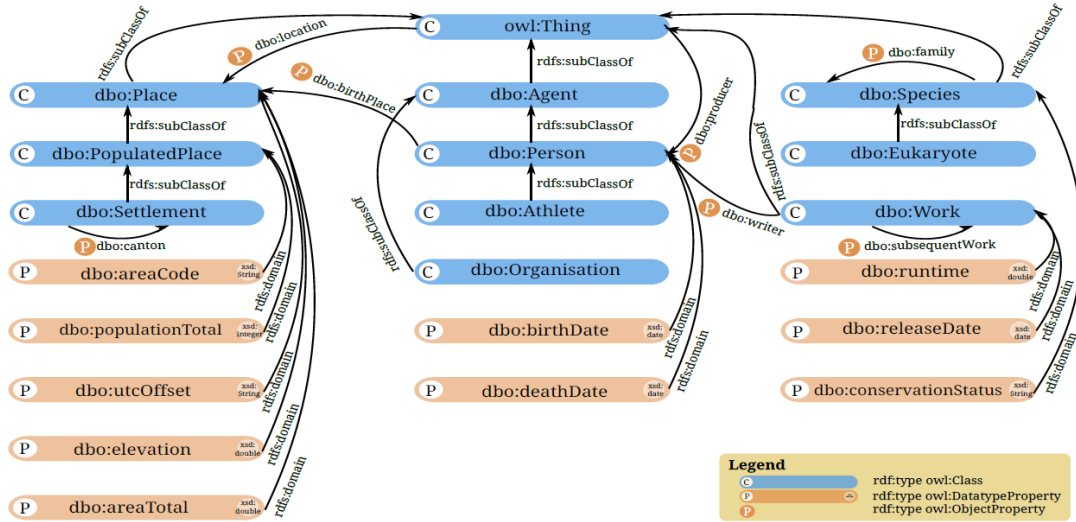 owl:Thing
C
rdfs:subClassOf
P dbo:location
rdfs:subClassOf
P dbo:family
rdfs:subClassOf
P dbo:birthPlace
P dbo:producer
C dbo:Place
C dbo:Agent
C dbo:Species
rdfs:subClassOf
rdfs:subClassOf
rdfs:subClassOf
C dbo:PopulatedPlace
C dbo:Person
C dbo:Eukaryote
rdfs:subClassOf
rdfs:subClassOf
rdfs:subClassOf
rdfs:subClassOf
C dbo:Settlement
C dbo:Athlete
P dbo:writer
C dbo:Work
P dbo:canton
P dbo:subsequentWork
P dbo:areaCode xsd:String
rdfs:domain
C dbo:Organisation
P dbo:runtime xsd:double
rdfs:domain
P dbo:populationTotal xsd:integer
rdfs:domain
P dbo:birthDate xsd:date
rdfs:domain
P dbo:releaseDate xsd:date
rdfs:domain
P dbo:utcOffset xsd:String
rdfs:domain
P dbo:deathDate xsd:date
rdfs:domain
P dbo:conservationStatus xsd:String
rdfs:domain
P dbo:elevation xsd:double
rdfs:domain
P dbo:areaTotal xsd:double
rdfs:domain
Legend
C rdf:type owl:Class
P rdf:type owl:DatatypeProperty
P rdf:type owl:ObjectProperty